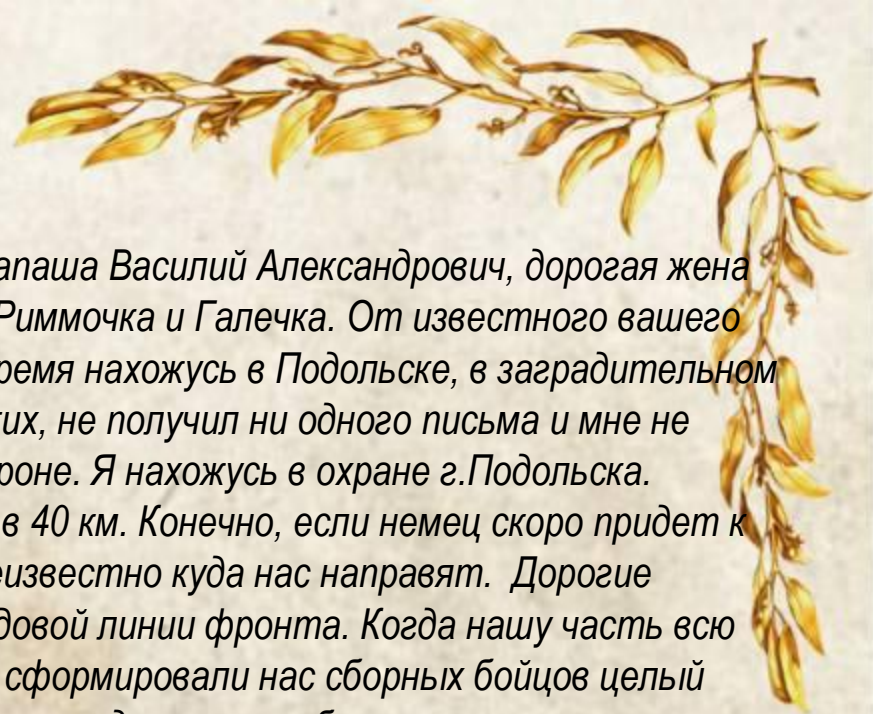 апаша Василий Александрович, дорогая жена
Риммочка и Галечка. От известного вашего
ремя нахожусь в Подольске, в заградительном
ких, не получил ни одного письма и мне не
роне. Я нахожусь в охране г.Подольска.
в 40 км. Конечно, если немец скоро придет к
еизвестно куда нас направят. Дорогие
довой линии фронта. Когда нашу часть всю
сформировали нас сборных бойцов целый